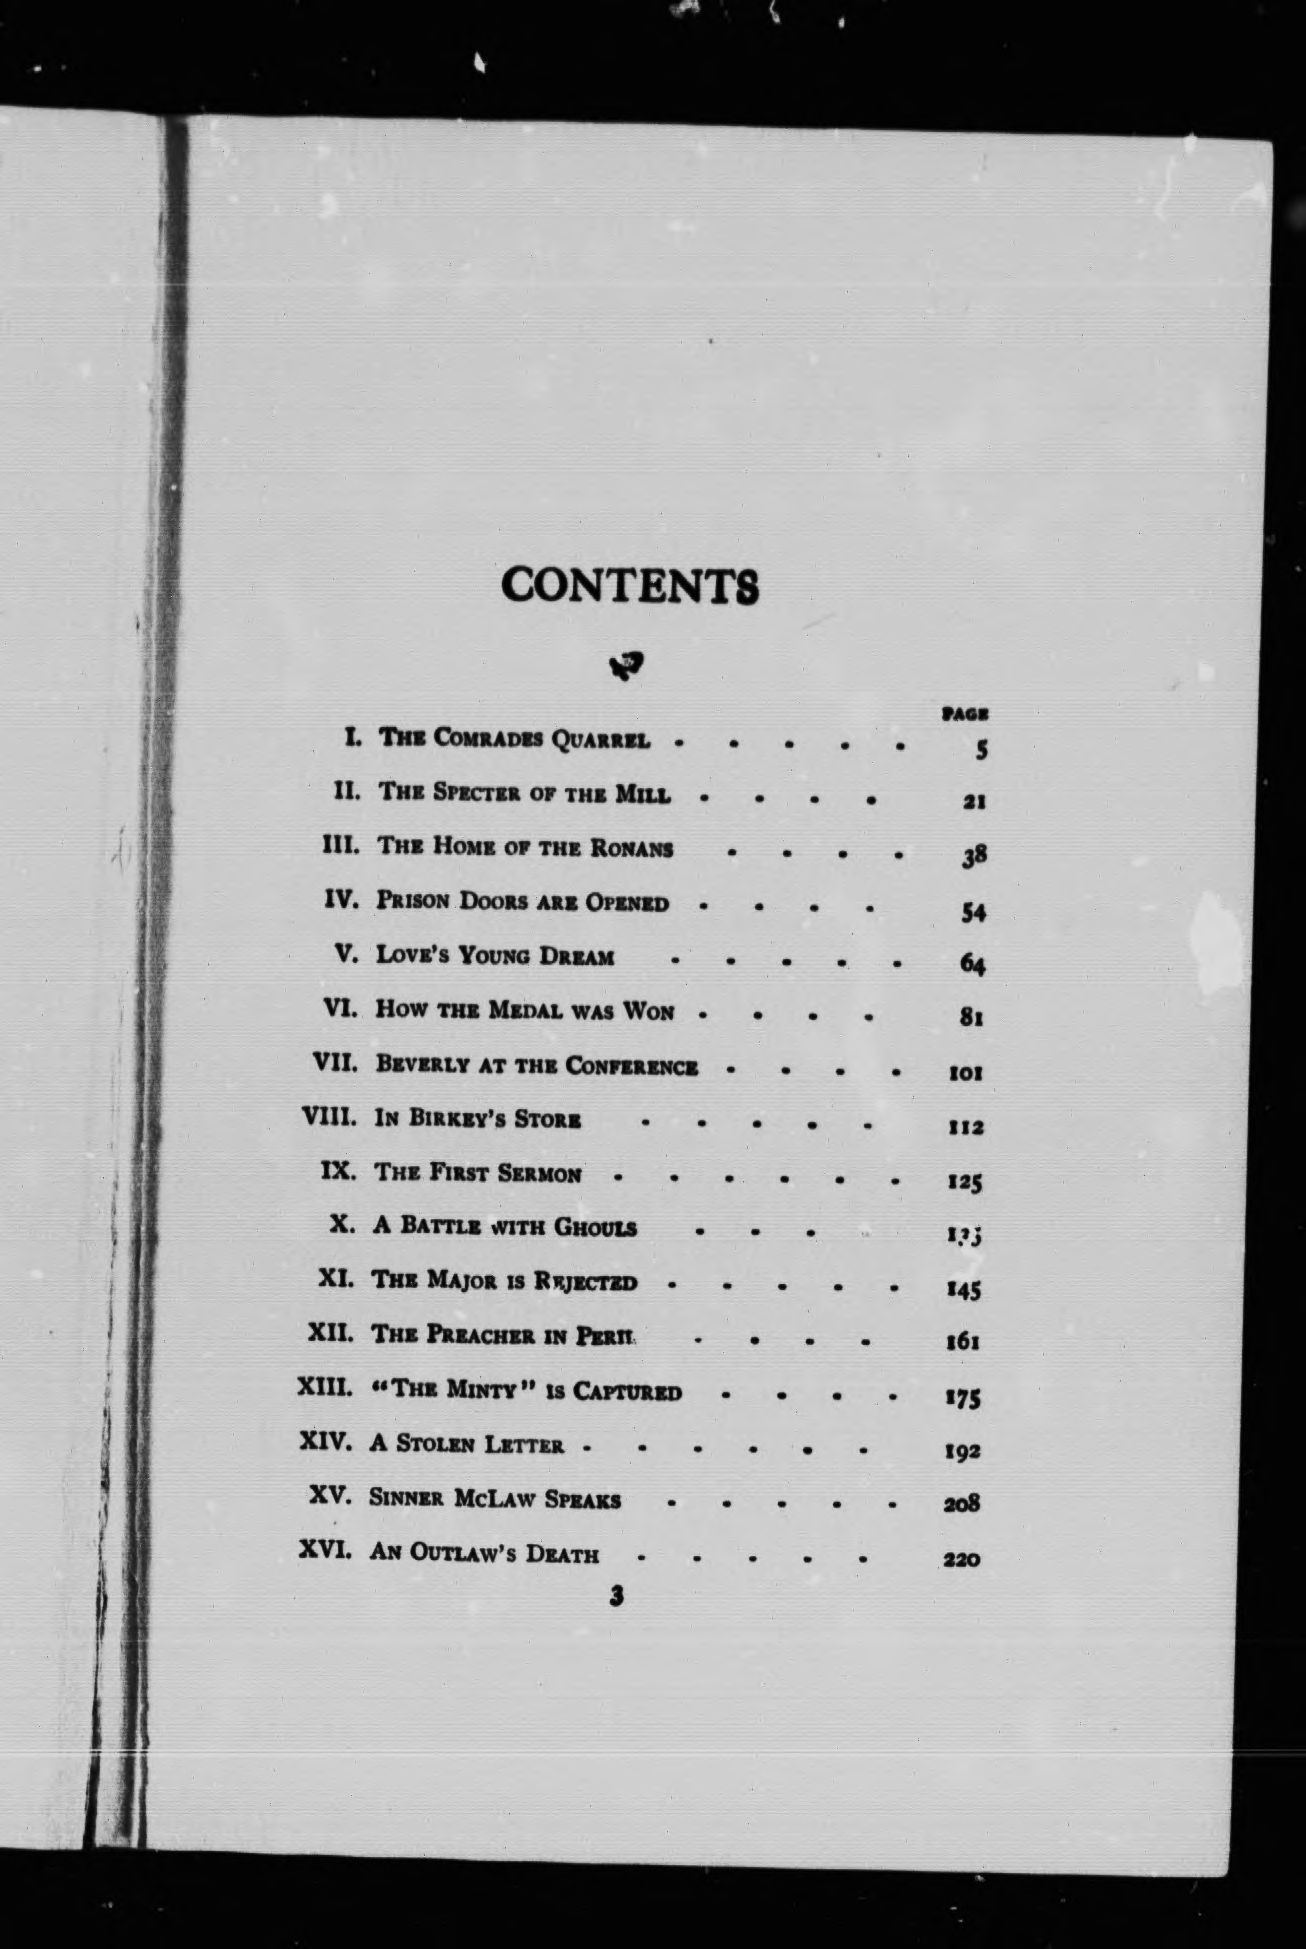 CONTENTS
PAGE
I. THE COMRADES QUARREL - - - - - 5
II. THE SPECTER OF THE MILL - - - - 21
III. THE HOME OF THE RONANS - - - - 38
IV. PRISON DOORS ARE OPENED - - - - 54
V. LOVE'S YOUNG DREAM - - - - - 64
VI. HOW THE MEDAL WAS WON - - - - 81
VII. BEVERLY AT THE CONFERENCE - - - - 101
VIII. IN BIRKEY'S STORE - - - - - 112
IX. THE FIRST SERMON - - - - - - 125
X. A BATTLE WITH GHOULS - - -
XI. THE MAJOR IS REJECTED - - - - - 145
XII. THE PREACHER IN PERIL - - - - 161
XIII. “THE MINTY” IS CAPTURED - - - - 175
XIV. A STOLEN LETTER - - - - - - 192
XV. SINNER MCLAW SPEAKS - - - - - 208
XVI. AN OUTLAW'S DEATH - - - - - 220
3